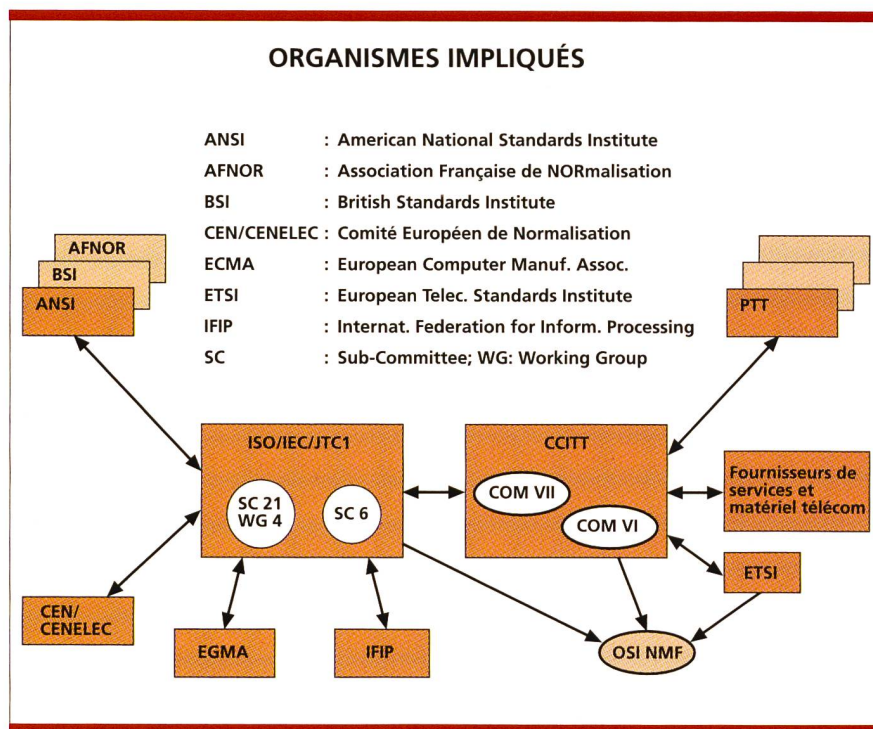 ORGANISMES IMPLIQUÉS
ANSI : American National Standards Institute
AFNOR : Association Française de NORmalisation
BSI : British Standards Institute
CEN/CENELEC : Comité Européen de Normalisation
ECMA : European Computer Manuf. Assoc.
ETSI : European Telec. Standards Institute
IFIP : Internat. Federation for Inform. Processing
SC : Sub-Committee; WG: Working Group
AFNOR
BSI
ANSI
PTT
ISO/IEC/JTC1
SC 21
WG 4
SC 6
CCITT
COM VII
COM VI
Fournisseurs de
services et
matériel télécom
ETSI
CEN/
CENELEC
EGMA
IFIP
OSI NMF